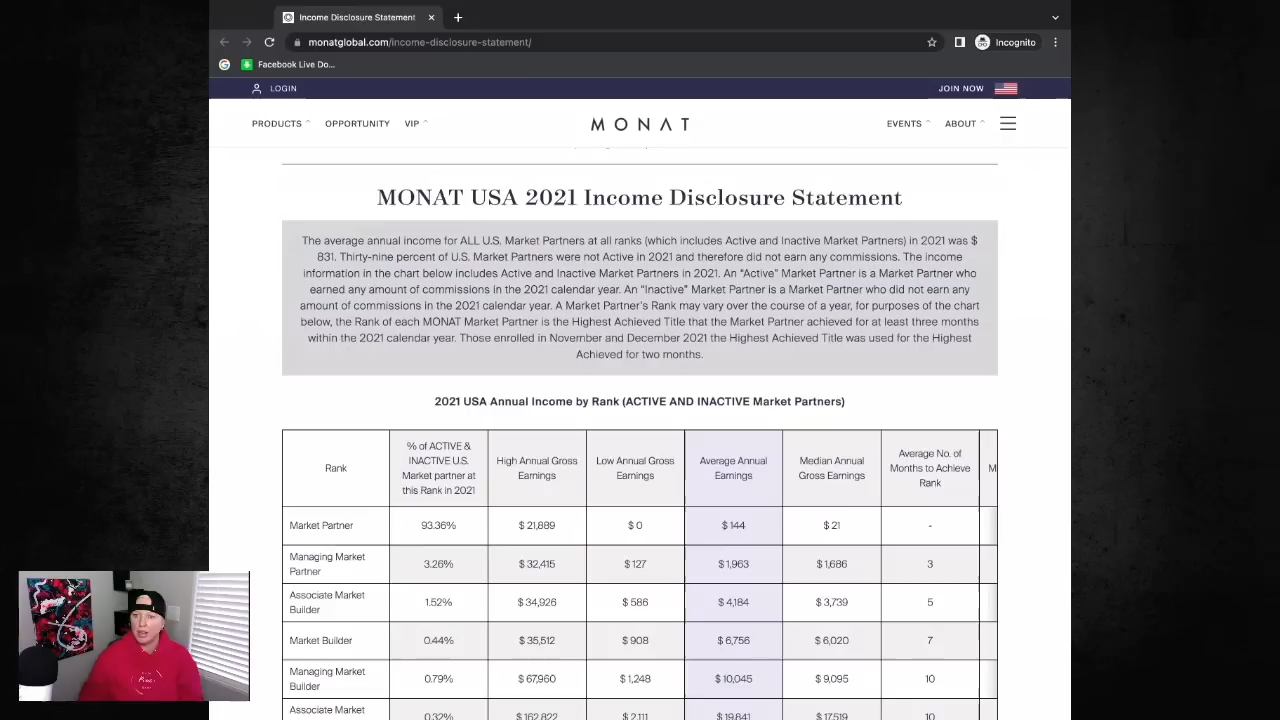 Income Disclosure Statement
monatglobal.com/income-disclosure-statement/
Incognito
Facebook Live Do...
LOGIN
JOIN NOW
PRODUCTS
OPPORTUNITY
VIP
MONAT
EVENTS
ABOUT
MONAT USA 2021 Income Disclosure Statement
The average annual income for ALL U.S. Market Partners at all ranks (which includes Active and Inactive Market Partners) in 2021 was $
831. Thirty-nine percent of U.S. Market Partners were not Active in 2021 and therefore did not earn any commissions. The income
information in the chart below includes Active and Inactive Market Partners in 2021. An “Active” Market Partner is a Market Partner who
earned any amount of commissions in the 2021 calendar year. An “Inactive” Market Partner is a Market Partner who did not earn any
amount of commissions in the 2021 calendar year. A Market Partner's Rank may vary over the course of a year, for purposes of the chart
below, the Rank of each MONAT Market Partner is the Highest Achieved Title that the Market Partner achieved for at least three months
within the 2021 calendar year. Those enrolled in November and December 2021 the Highest Achieved Title was used for the Highest
Achieved for two months.
2021 USA Annual Income by Rank (ACTIVE AND INACTIVE Market Partners)
Rank
% of ACTIVE &
INACTIVE U.S.
Market partner at
this Rank in 2021
High Annual Gross
Earnings
Low Annual Gross
Earnings
Average Annual
Earnings
Median Annual
Gross Earnings
Average No. of
Months to Achieve
Rank
M
Market Partner
93.36%
$ 21,889
$ 0
$ 144
$ 21
-
Managing Market
Partner
3.26%
$ 32,415
$ 127
$ 1,963
$ 1,686
3
Associate Market
Builder
1.52%
$ 34,926
$ 586
$ 4,184
$ 3,739
5
Market Builder
0.44%
$ 35,512
$ 908
$ 6,756
$ 6,020
7
Managing Market
Builder
0.79%
$ 67,960
$ 1,248
$ 10,045
$ 9,195
10
Associate Market
0.32%
$ 162,822
$ 2,111
$ 19,841
$ 17,519
10